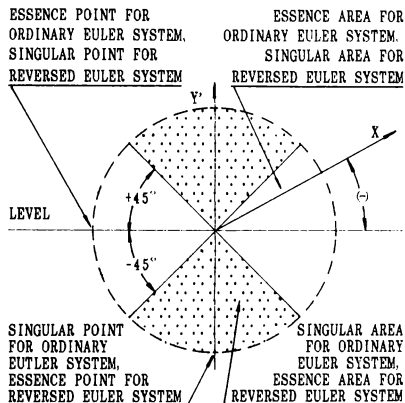 ESSENCE POINT FOR
ORDINARY EULER SYSTEM,
SINGULAR POINT FOR
REVERSED EULER SYSTEM
ESSENCE AREA FOR
ORDINARY EULER SYSTEM,
SINGULAR AREA FOR
REVERSED EULER SYSTEM
Y'
X
+45°
(-)
LEVEL
-45°
SINGULAR POINT
FOR ORDINARY
EUTLER SYSTEM,
ESSENCE POINT FOR
REVERSED EULER SYSTEM
SINGULAR AREA
FOR ORDINARY
EULER SYSTEM,
ESSENCE AREA FOR
REVERSED EULER SYSTEM